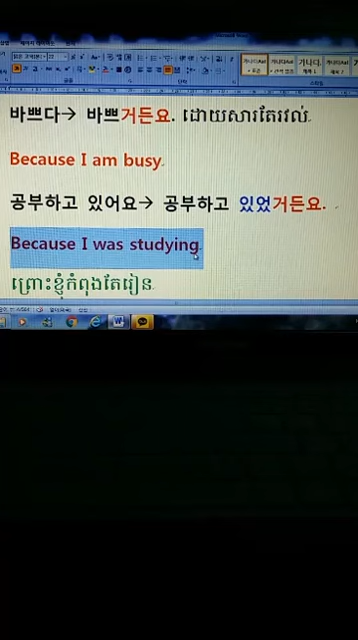 바쁘다→ 바쁘거든요. ដោយសារតែរវល់.
Because I am busy.
공부하고 있어요→ 공부하고 있었거든요.
Because I was studying.
ព្រោះខ្ញុំកំពុងតែរៀន.